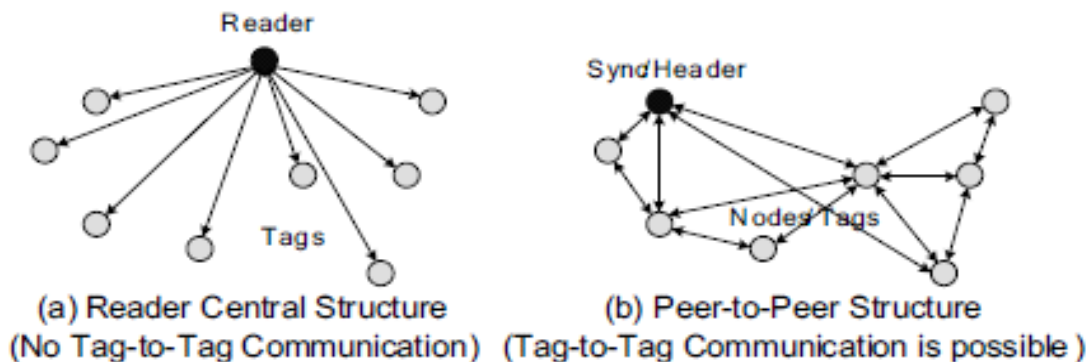 Reader
Tags
(a) Reader Central Structure
(No Tag-to-Tag Communication)
Sync/Header
Nodes/Tags
(b) Peer-to-Peer Structure
(Tag-to-Tag Communication is possible)